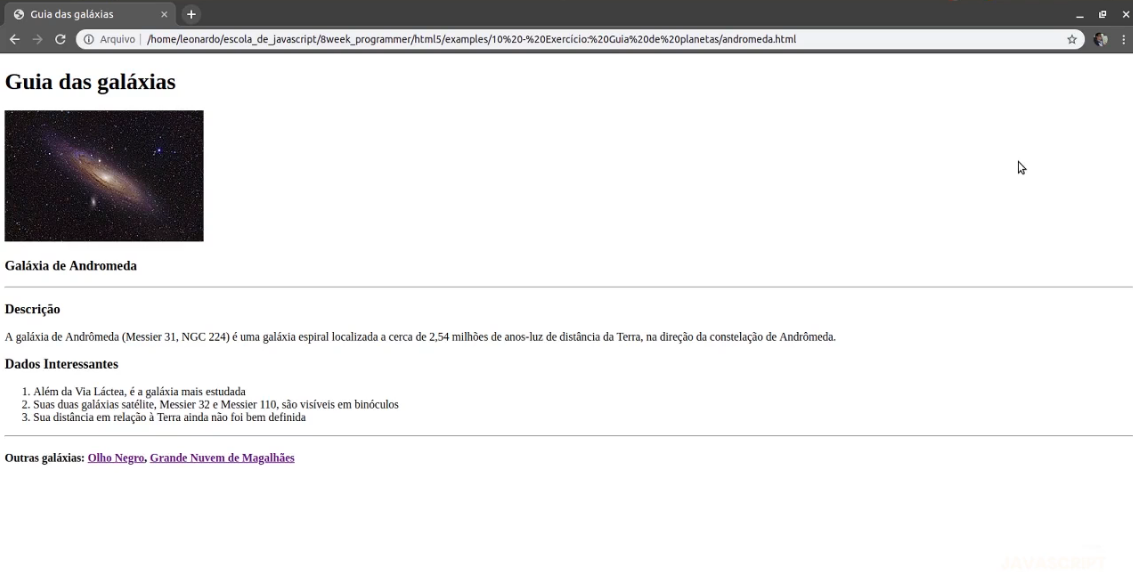 Guia das galáxias
Arquivo | /home/leonardo/escola_de_javascript/8week_programmer/html5/examples/10%20-%20Exercício:%20Guia%20de%20planetas/andromeda.html
Guia das galáxias
Galáxia de Andromeda
Descrição
A galáxia de Andrômeda (Messier 31, NGC 224) é uma galáxia espiral localizada a cerca de 2,54 milhões de anos-luz de distância da Terra, na direção da constelação de Andrômeda.
Dados Interessantes
1. Além da Via Láctea, é a galáxia mais estudada
2. Suas duas galáxias satélite, Messier 32 e Messier 110, são visíveis em binóculos
3. Sua distância em relação à Terra ainda não foi bem definida
Outras galáxias: Olho Negro, Grande Nuvem de Magalhães
JAVASCRIPT